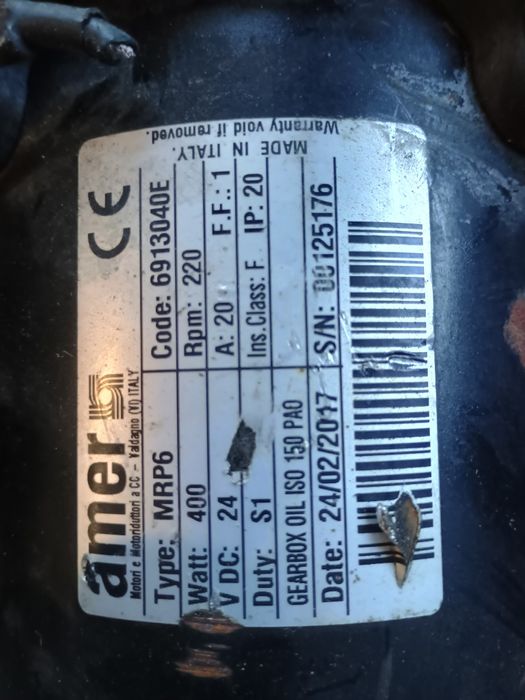 amer
Motori e Motoriduttori a CC - Valdagno (VI) ITALY
CE
Type: MRP6 Code: 6913040E
Watt: 400 Rpm: 220
V DC: 24 A: 20 F.F.: 1
Duty: S1 Ins.Class: F IP: 20
GEARBOX OIL ISO 150 PAO
Date: 24/02/2017 S/N: 00125176
MADE IN ITALY.
Warranty void if removed.